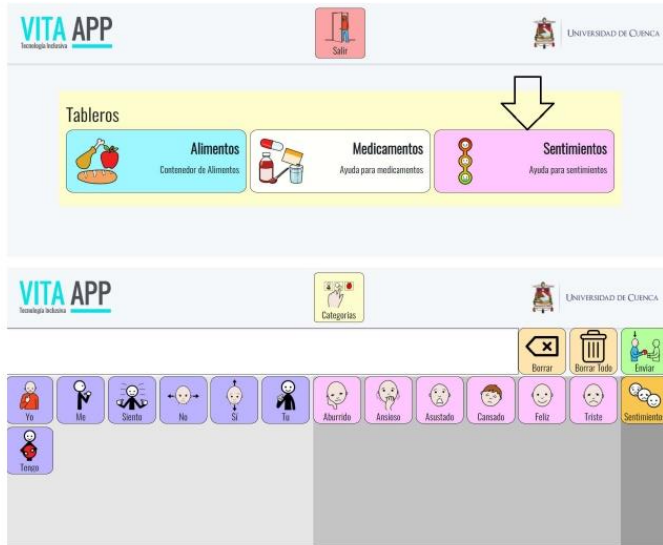 VITA APP
Tecnología Inclusiva
Salir
UNIVERSIDAD DE CUENCA
Tableros
Alimentos
Contenedor de Alimentos
Medicamentos
Ayuda para medicamentos
Sentimientos
Ayuda para sentimientos
VITA APP
Tecnología Inclusiva
Categorías
UNIVERSIDAD DE CUENCA
Borrar
Borrar Todo
Enviar
Yo
Me
Siento
No
Sí
Tu
Aburrido
Ansioso
Asustado
Cansado
Feliz
Triste
Sentimiento
Tengo